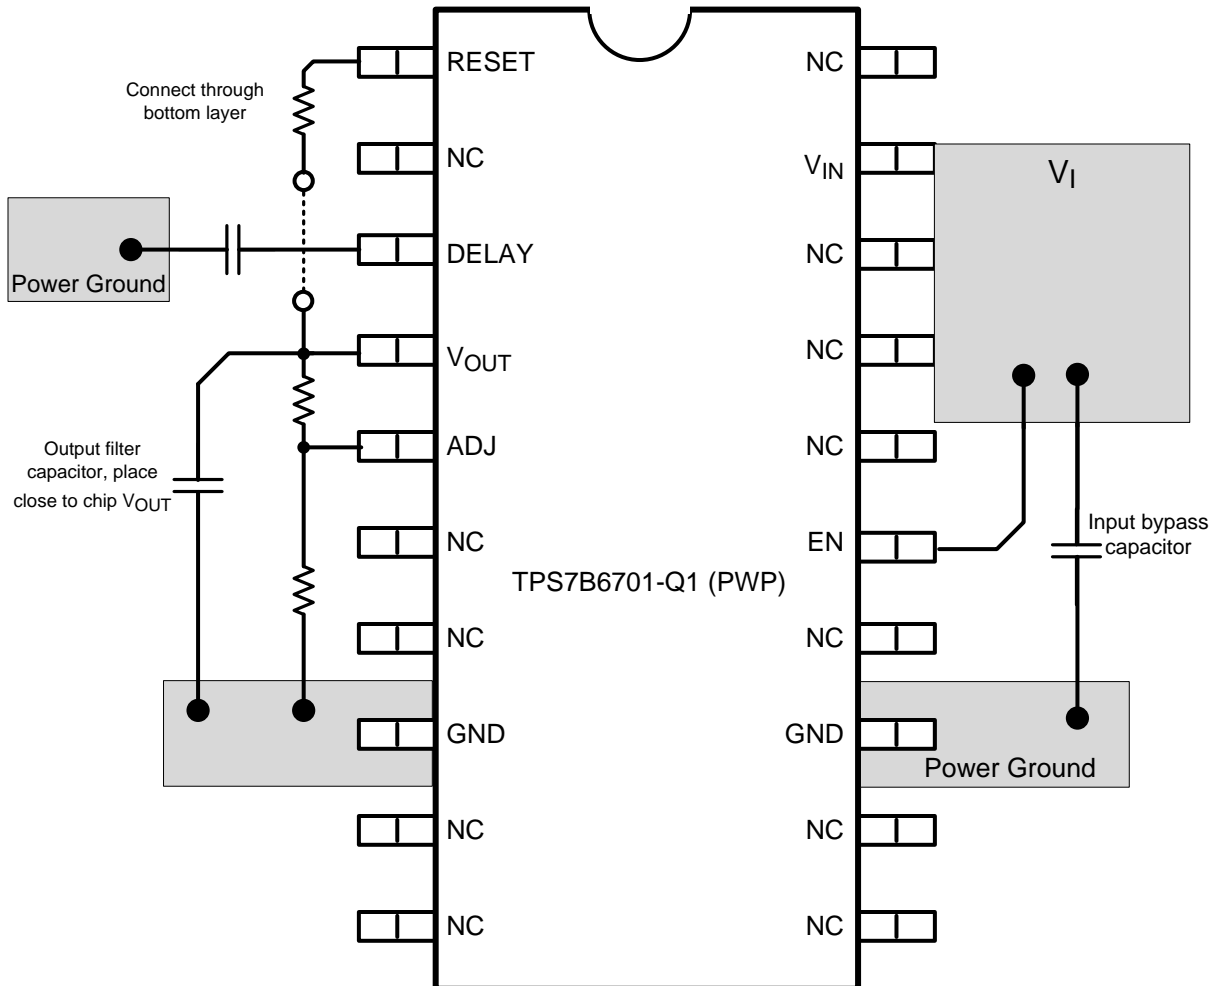 RESET
NC
Connect through
bottom layer
NC
VIN
VI
DELAY
NC
Power Ground
VOUT
NC
ADJ
NC
Output filter
capacitor, place
close to chip VOUT
NC
EN
Input bypass
capacitor
TPS7B6701-Q1 (PWP)
NC
NC
GND
GND
Power Ground
NC
NC
NC
NC